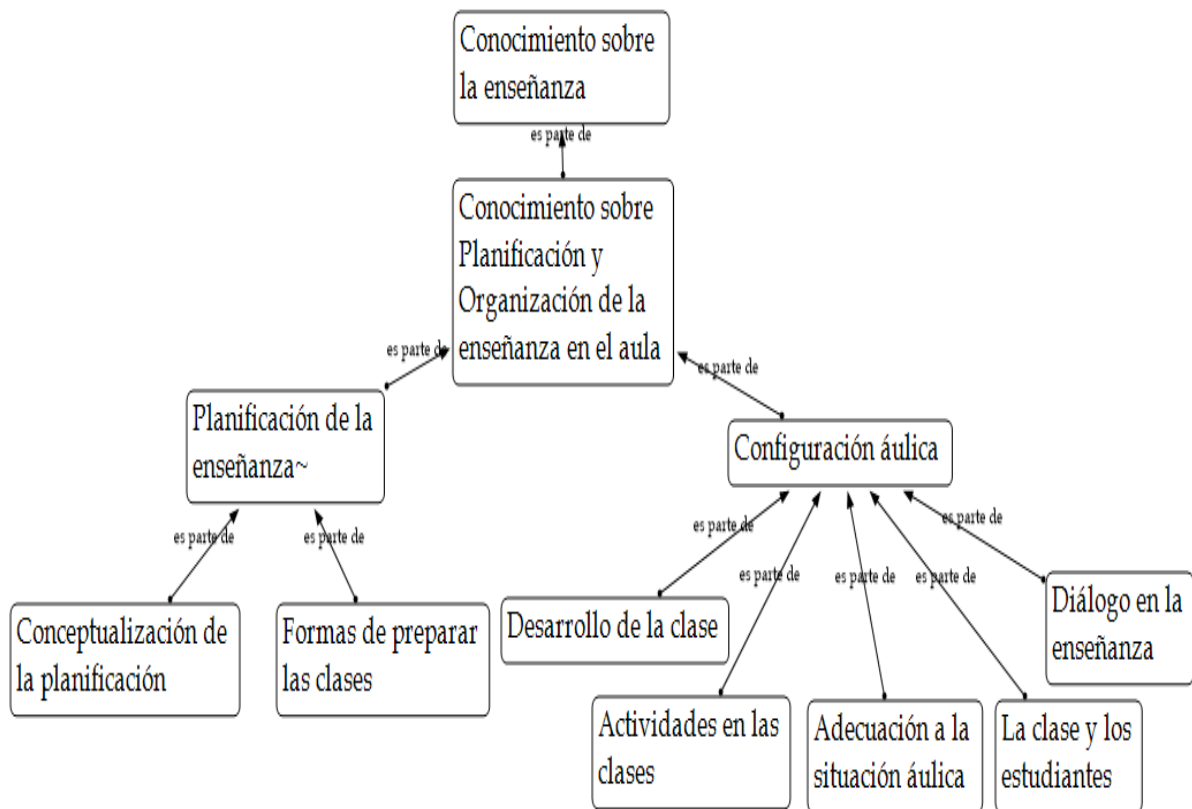 Conocimiento sobre
la enseñanza
es parte de
Conocimiento sobre
Planificación y
Organización de la
enseñanza en el aula
es parte de
es parte de
Planificación de la
enseñanza~
Configuración áulica
es parte de
es parte de
es parte de
es parte de
es parte de
es parte de
es parte de
Conceptualización de
la planificación
Formas de preparar
las clases
Desarrollo de la clase
Diálogo en la
enseñanza
Actividades en las
clases
Adecuación a la
situación áulica
La clase y los
estudiantes